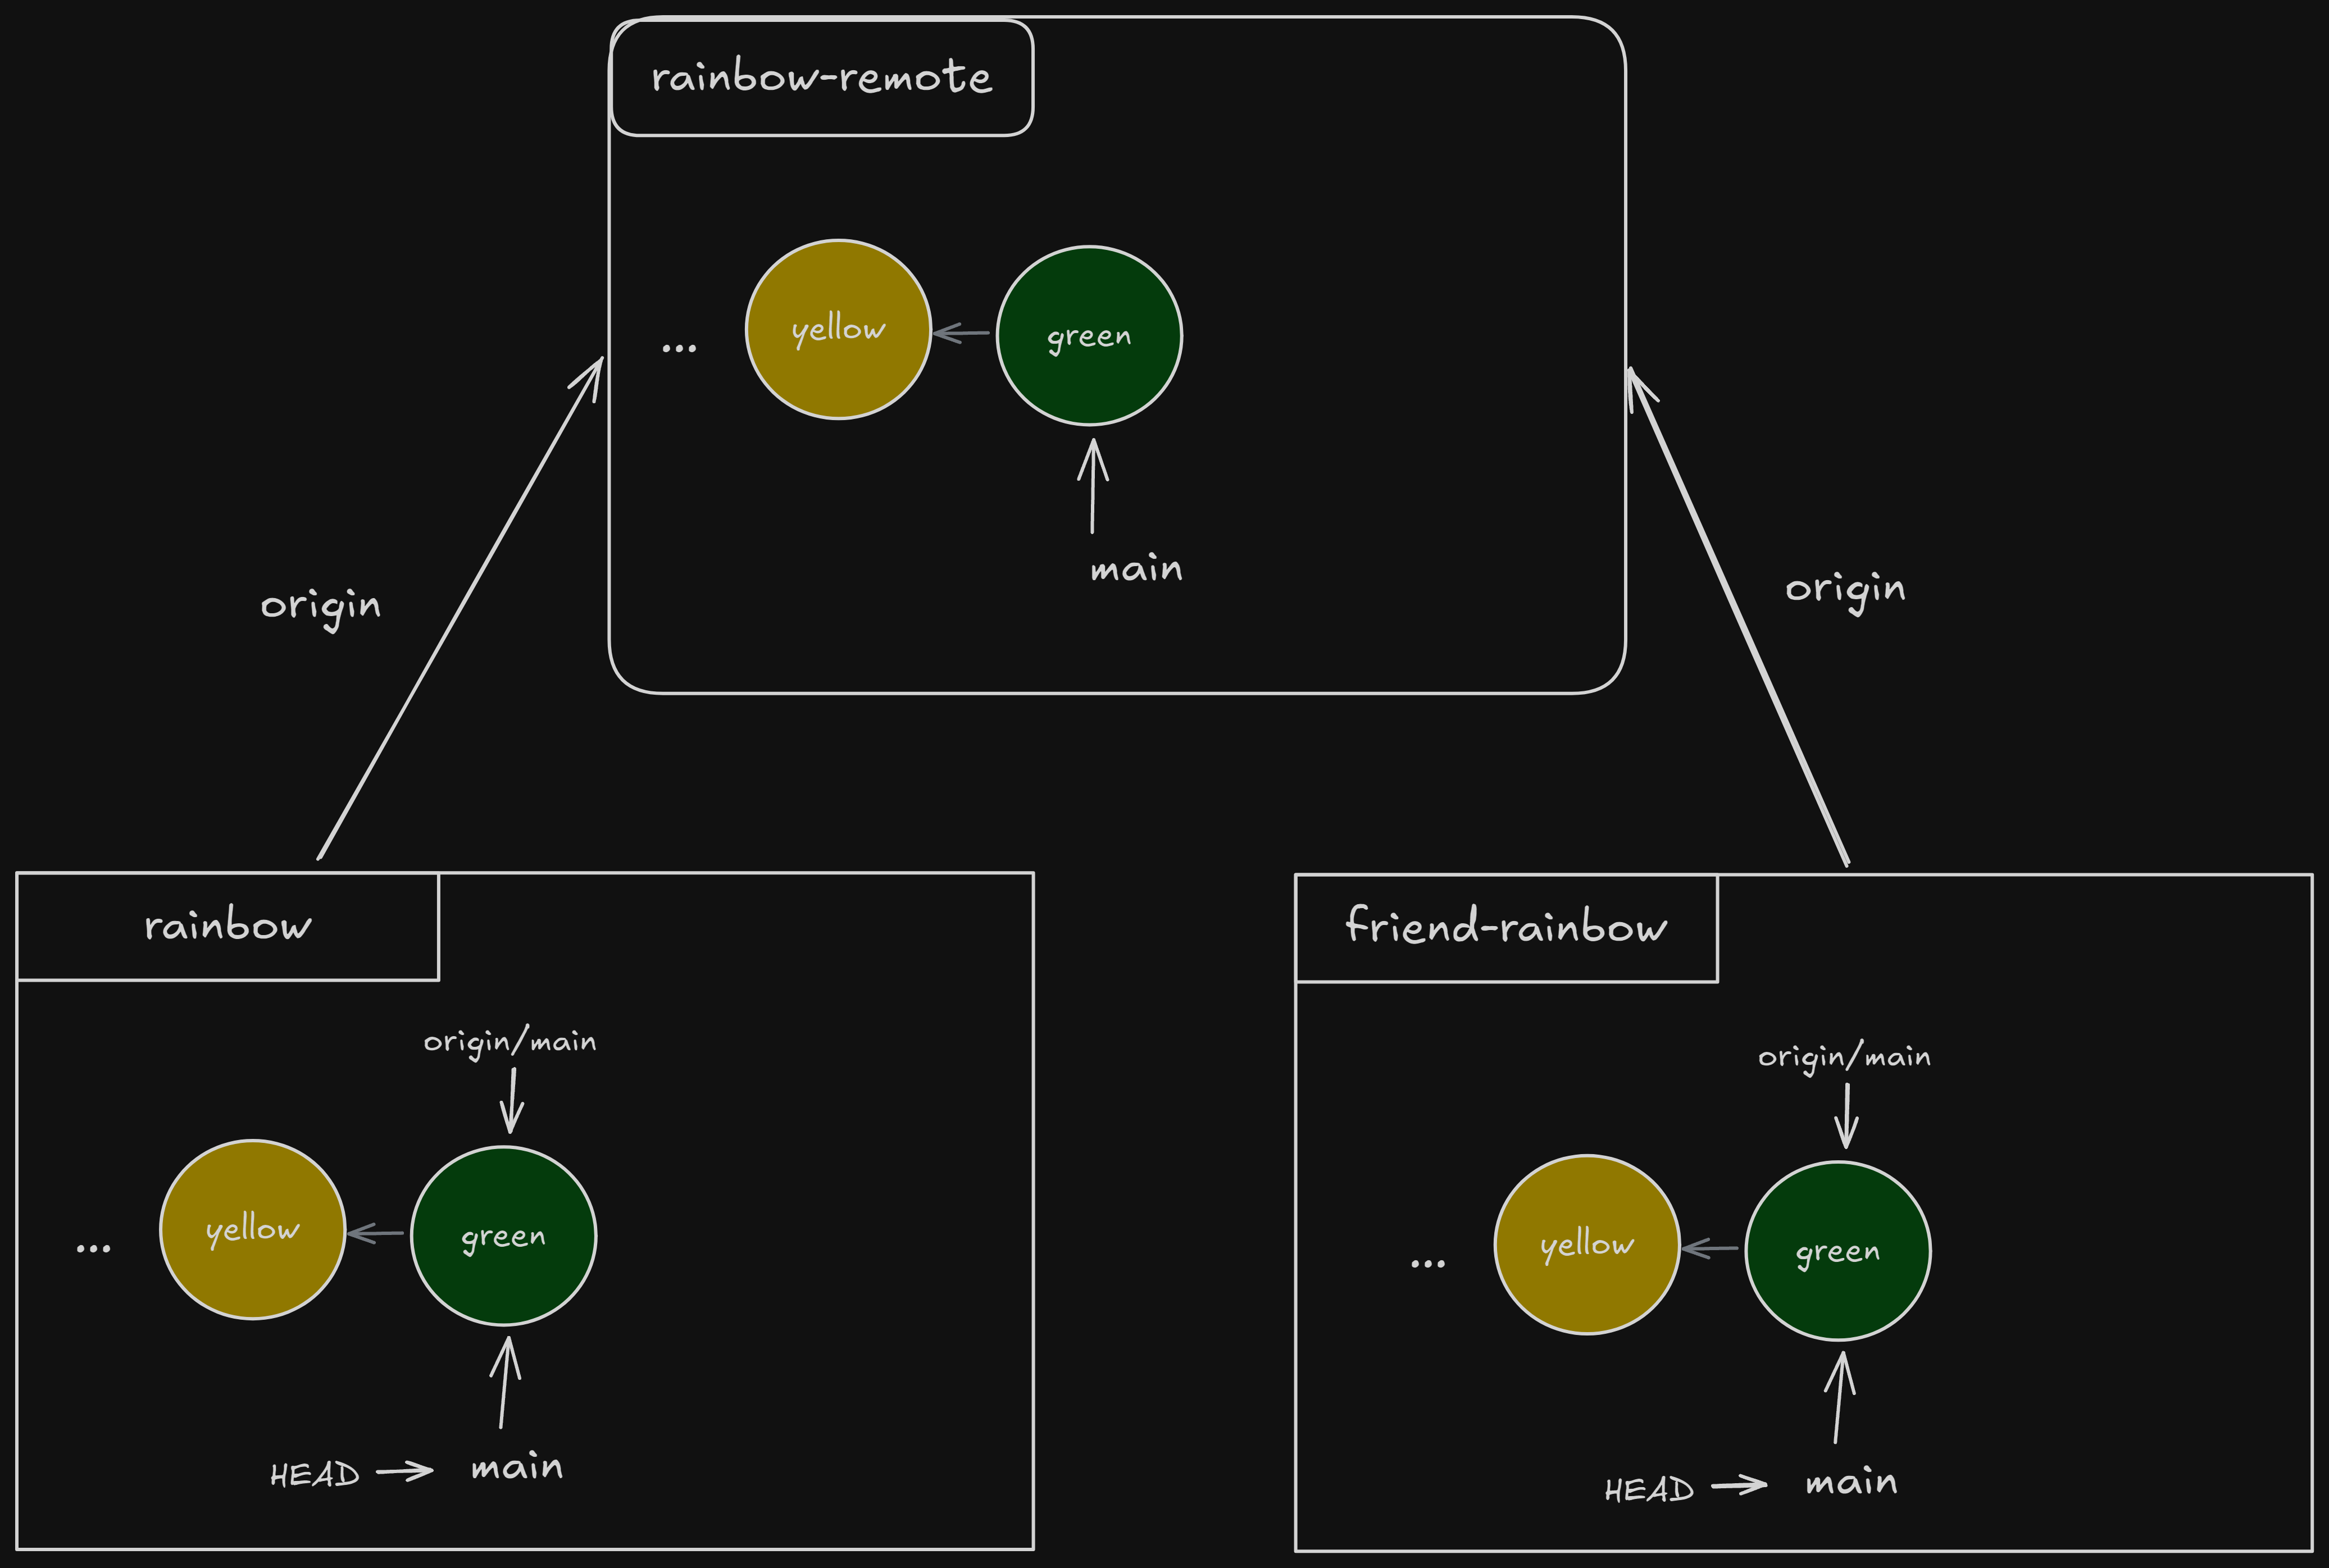 rainbow-remote
...
yellow
green
main
origin
origin
rainbow
origin/main
...
yellow
green
HEAD
main
friend-rainbow
origin/main
...
yellow
green
HEAD
main